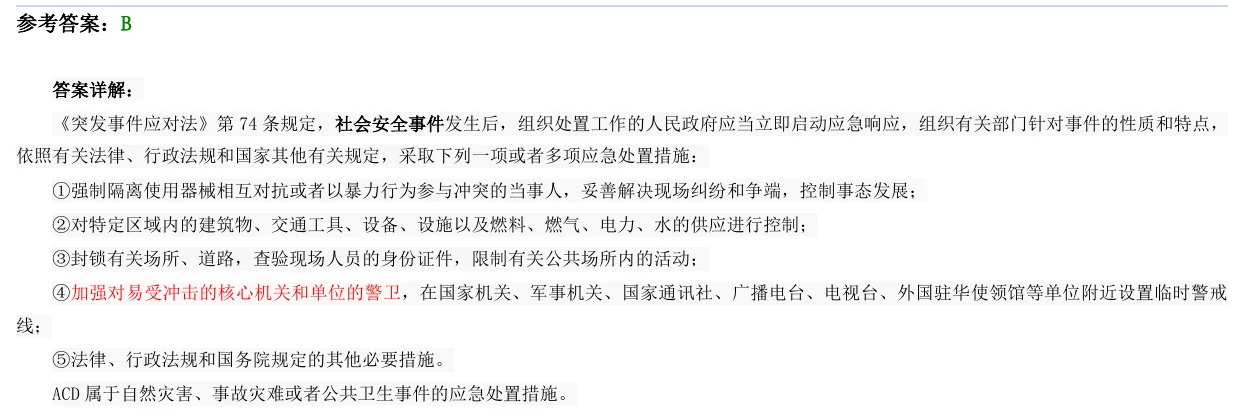 参考答案：B
答案详解：
《突发事件应对法》第 74 条规定，社会安全事件发生后，组织处置工作的人民政府应当立即启动应急响应，组织有关部门针对事件的性质和特点，
依照有关法律、行政法规和国家其他有关规定，采取下列一项或者多项应急处置措施：
①强制隔离使用器械相互对抗或者以暴力行为参与冲突的当事人，妥善解决现场纠纷和争端，控制事态发展；
②对特定区域内的建筑物、交通工具、设备、设施以及燃料、燃气、电力、水的供应进行控制；
③封锁有关场所、道路，查验现场人员的身份证件，限制有关公共场所内的活动；
④加强对易受冲击的核心机关和单位的警卫，在国家机关、军事机关、国家通讯社、广播电台、电视台、外国驻华使领馆等单位附近设置临时警戒
线；
⑤法律、行政法规和国务院规定的其他必要措施。
ACD 属于自然灾害、事故灾难或者公共卫生事件的应急处置措施。